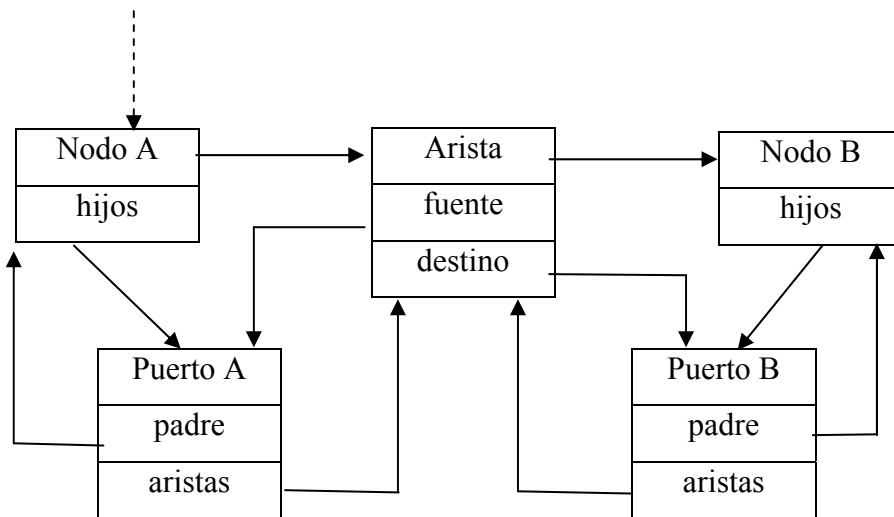 Nodo A
hijos
Arista
fuente
destino
Nodo B
hijos
Puerto A
padre
aristas
Puerto B
padre
aristas